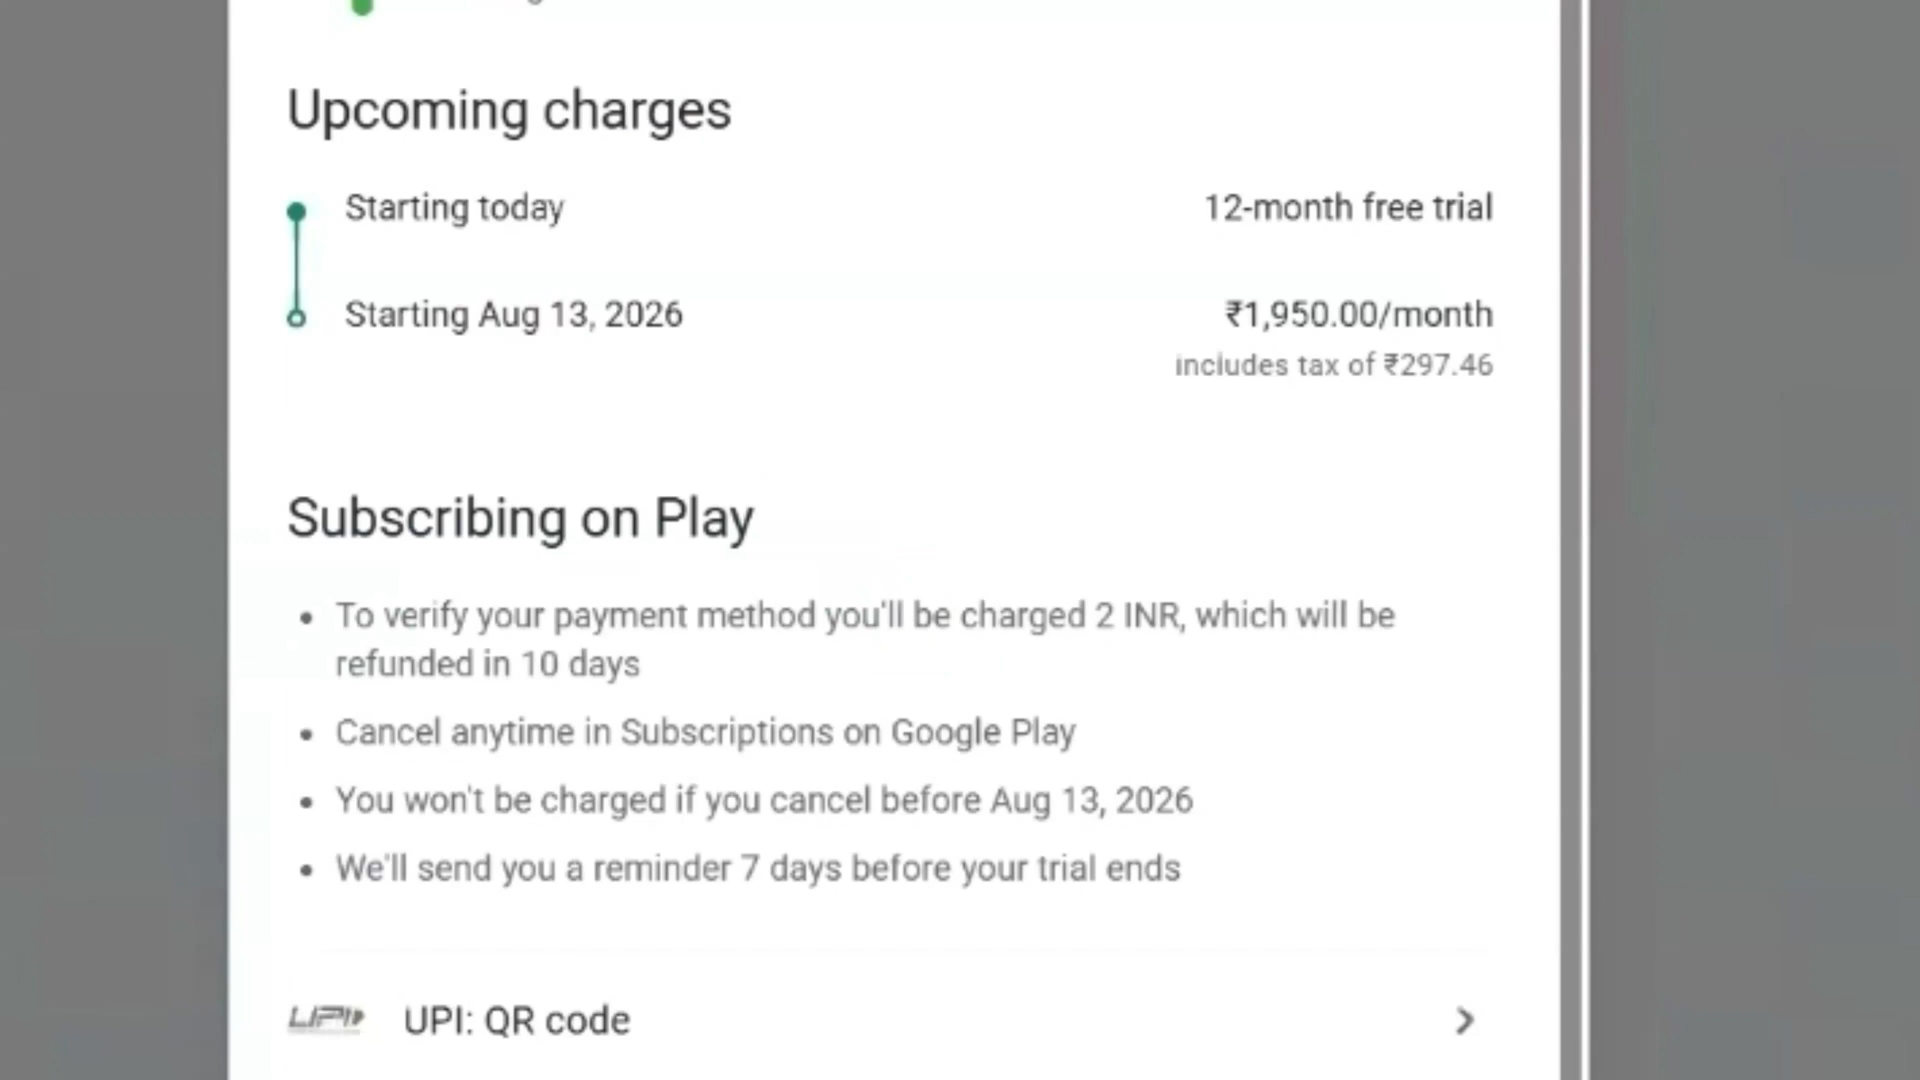 Upcoming charges
Starting today
12-month free trial
Starting Aug 13, 2026
₹1,950.00/month
includes tax of ₹297.46
Subscribing on Play
• To verify your payment method you'll be charged 2 INR, which will be
refunded in 10 days
• Cancel anytime in Subscriptions on Google Play
• You won't be charged if you cancel before Aug 13, 2026
• We'll send you a reminder 7 days before your trial ends
UPI UPI: QR code